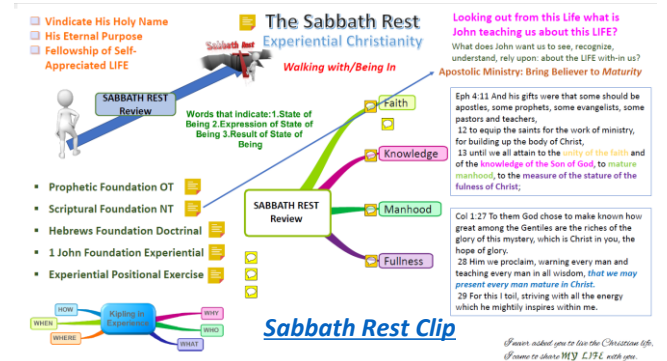 Vindicate His Holy Name
His Eternal Purpose
Fellowship of Self-
Appreciated LIFE
The Sabbath Rest
Experiential Christianity
Walking with/Being In
Sabbath Rest
SABBATH REST
Review
Words that indicate:1.State of
Being 2.Expression of State of
Being 3.Result of State of
Being
Looking out from this Life what is
John teaching us about this LIFE?
What does John want us to see, recognize,
understand, rely upon: about the LIFE with-in us?
Apostolic Ministry: Bring Believer to Maturity
Prophetic Foundation OT
Scriptural Foundation NT
Hebrews Foundation Doctrinal
1 John Foundation Experiential
Experiential Positional Exercise
SABBATH REST
Review
Faith
Knowledge
Manhood
Fullness
Eph 4:11 And his gifts were that some should be
apostles, some prophets, some evangelists, some
pastors and teachers,
12 to equip the saints for the work of ministry,
for building up the body of Christ,
13 until we all attain to the unity of the faith and
of the knowledge of the Son of God, to mature
manhood, to the measure of the stature of the
fulness of Christ;
Col 1:27 To them God chose to make known how
great among the Gentiles are the riches of the
glory of this mystery, which is Christ in you, the
hope of glory.
28 Him we proclaim, warning every man and
teaching every man in all wisdom, that we may
present every man mature in Christ.
29 For this I toil, striving with all the energy
which he mightily inspires within me.
Kipling in
Experience
HOW
WHEN
WHERE
WHY
WHO
WHAT
Sabbath Rest Clip
I never asked you to live the Christian life,
I came to share MY LIFE with you.